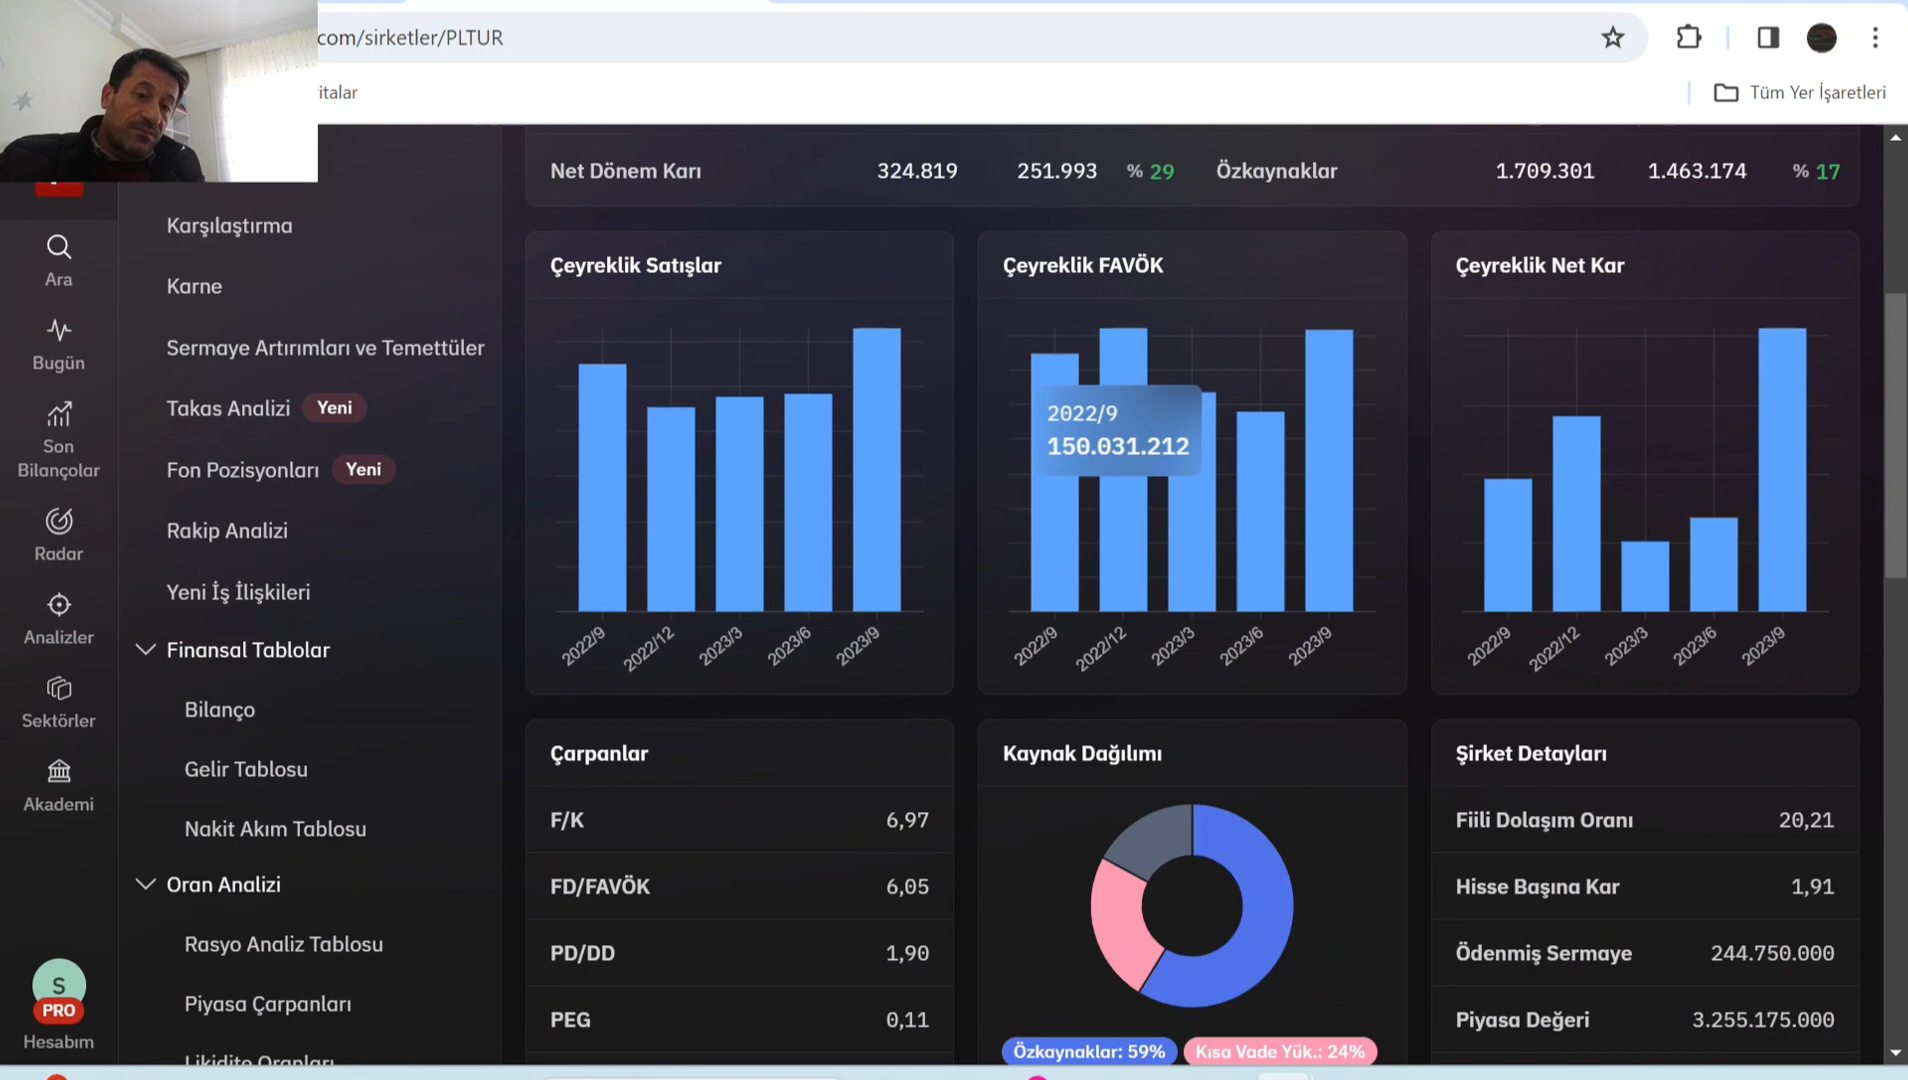 com/sirketler/PLTUR
italar
Tüm Yer İşaretleri
Net Dönem Karı 324.819 251.993 % 29 Özkaynaklar 1.709.301 1.463.174 % 17
Ara
Bugün
Son
Bilançolar
Radar
Analizler
Sektörler
Akademi
S
PRO
Hesabım
Karşılaştırma
Karne
Sermaye Artırımları ve Temettüler
Takas Analizi Yeni
Fon Pozisyonları Yeni
Rakip Analizi
Yeni İş İlişkileri
Finansal Tablolar
Bilanço
Gelir Tablosu
Nakit Akım Tablosu
Oran Analizi
Rasyo Analiz Tablosu
Piyasa Çarpanları
Likidite Oranları
Çeyreklik Satışlar
2022/9 2022/12 2023/3 2023/6 2023/9
Çeyreklik FAVÖK
2022/9
150.031.212
2022/9 2022/12 2023/3 2023/6 2023/9
Çeyreklik Net Kar
2022/9 2022/12 2023/3 2023/6 2023/9
Çarpanlar
F/K 6,97
FD/FAVÖK 6,05
PD/DD 1,90
PEG 0,11
Kaynak Dağılımı
Özkaynaklar: 59% Kısa Vade Yük.: 24%
Şirket Detayları
Fiili Dolaşım Oranı 20,21
Hisse Başına Kar 1,91
Ödenmiş Sermaye 244.750.000
Piyasa Değeri 3.255.175.000